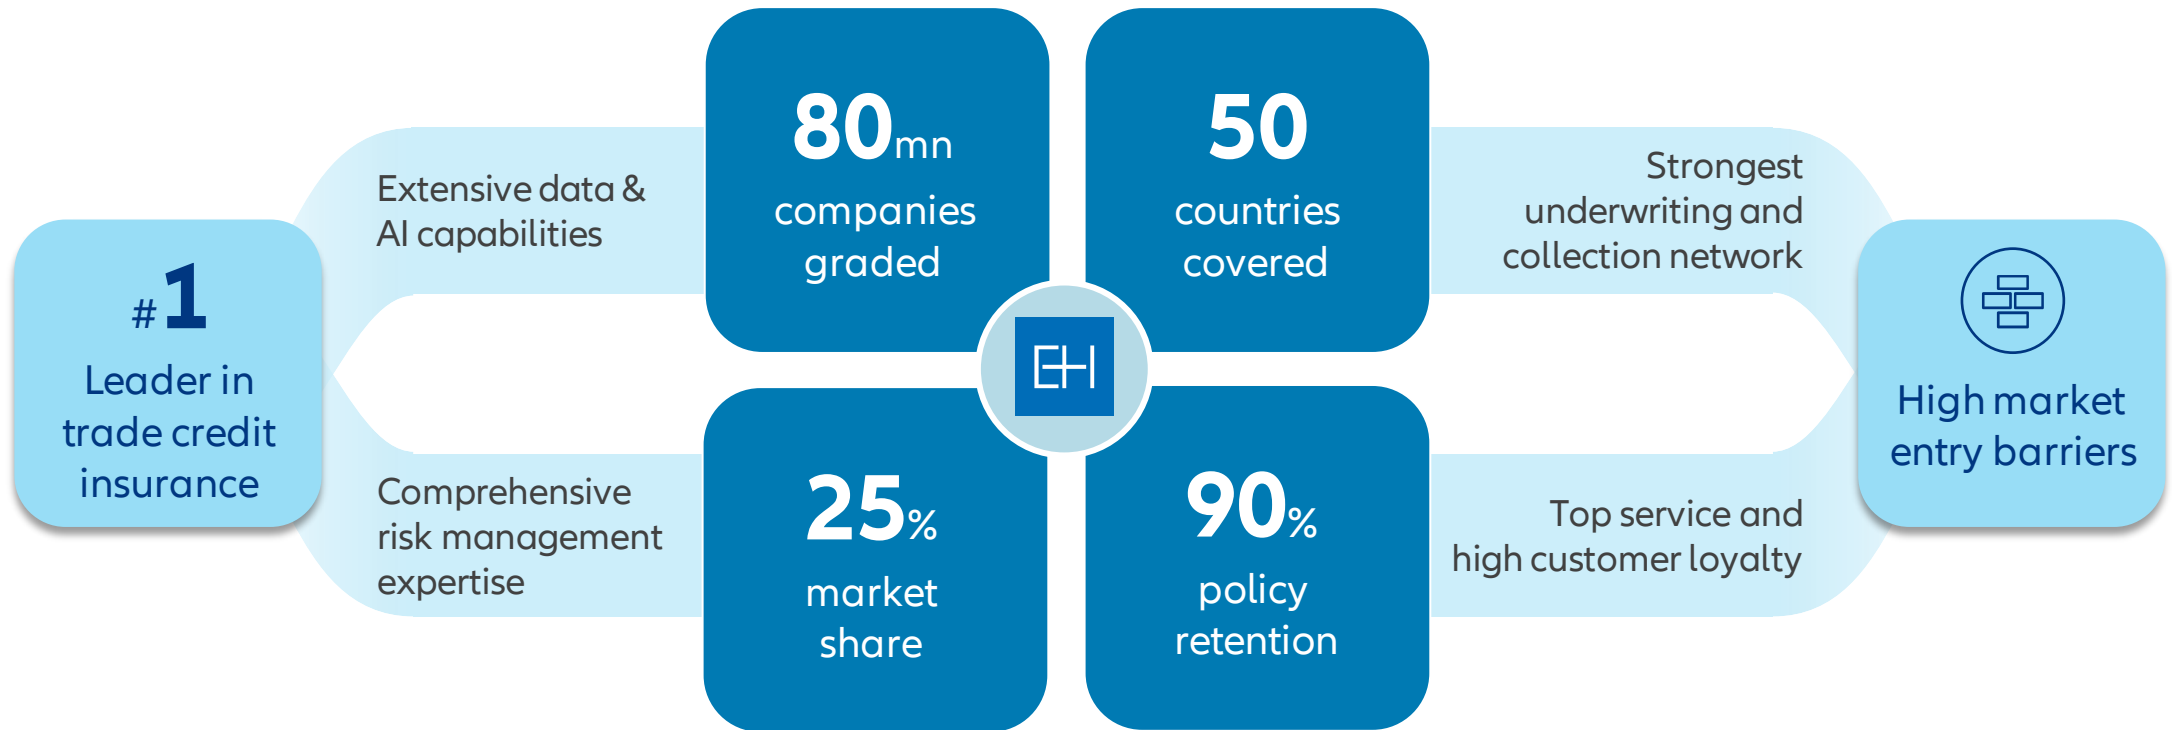 #1
Leader in
trade credit
insurance
Extensive data &
AI capabilities
Comprehensive
risk management
expertise
80mn
companies
graded
50
countries
covered
EH
25%
market
share
90%
policy
retention
Strongest
underwriting and
collection network
Top service and
high customer loyalty
High market
entry barriers